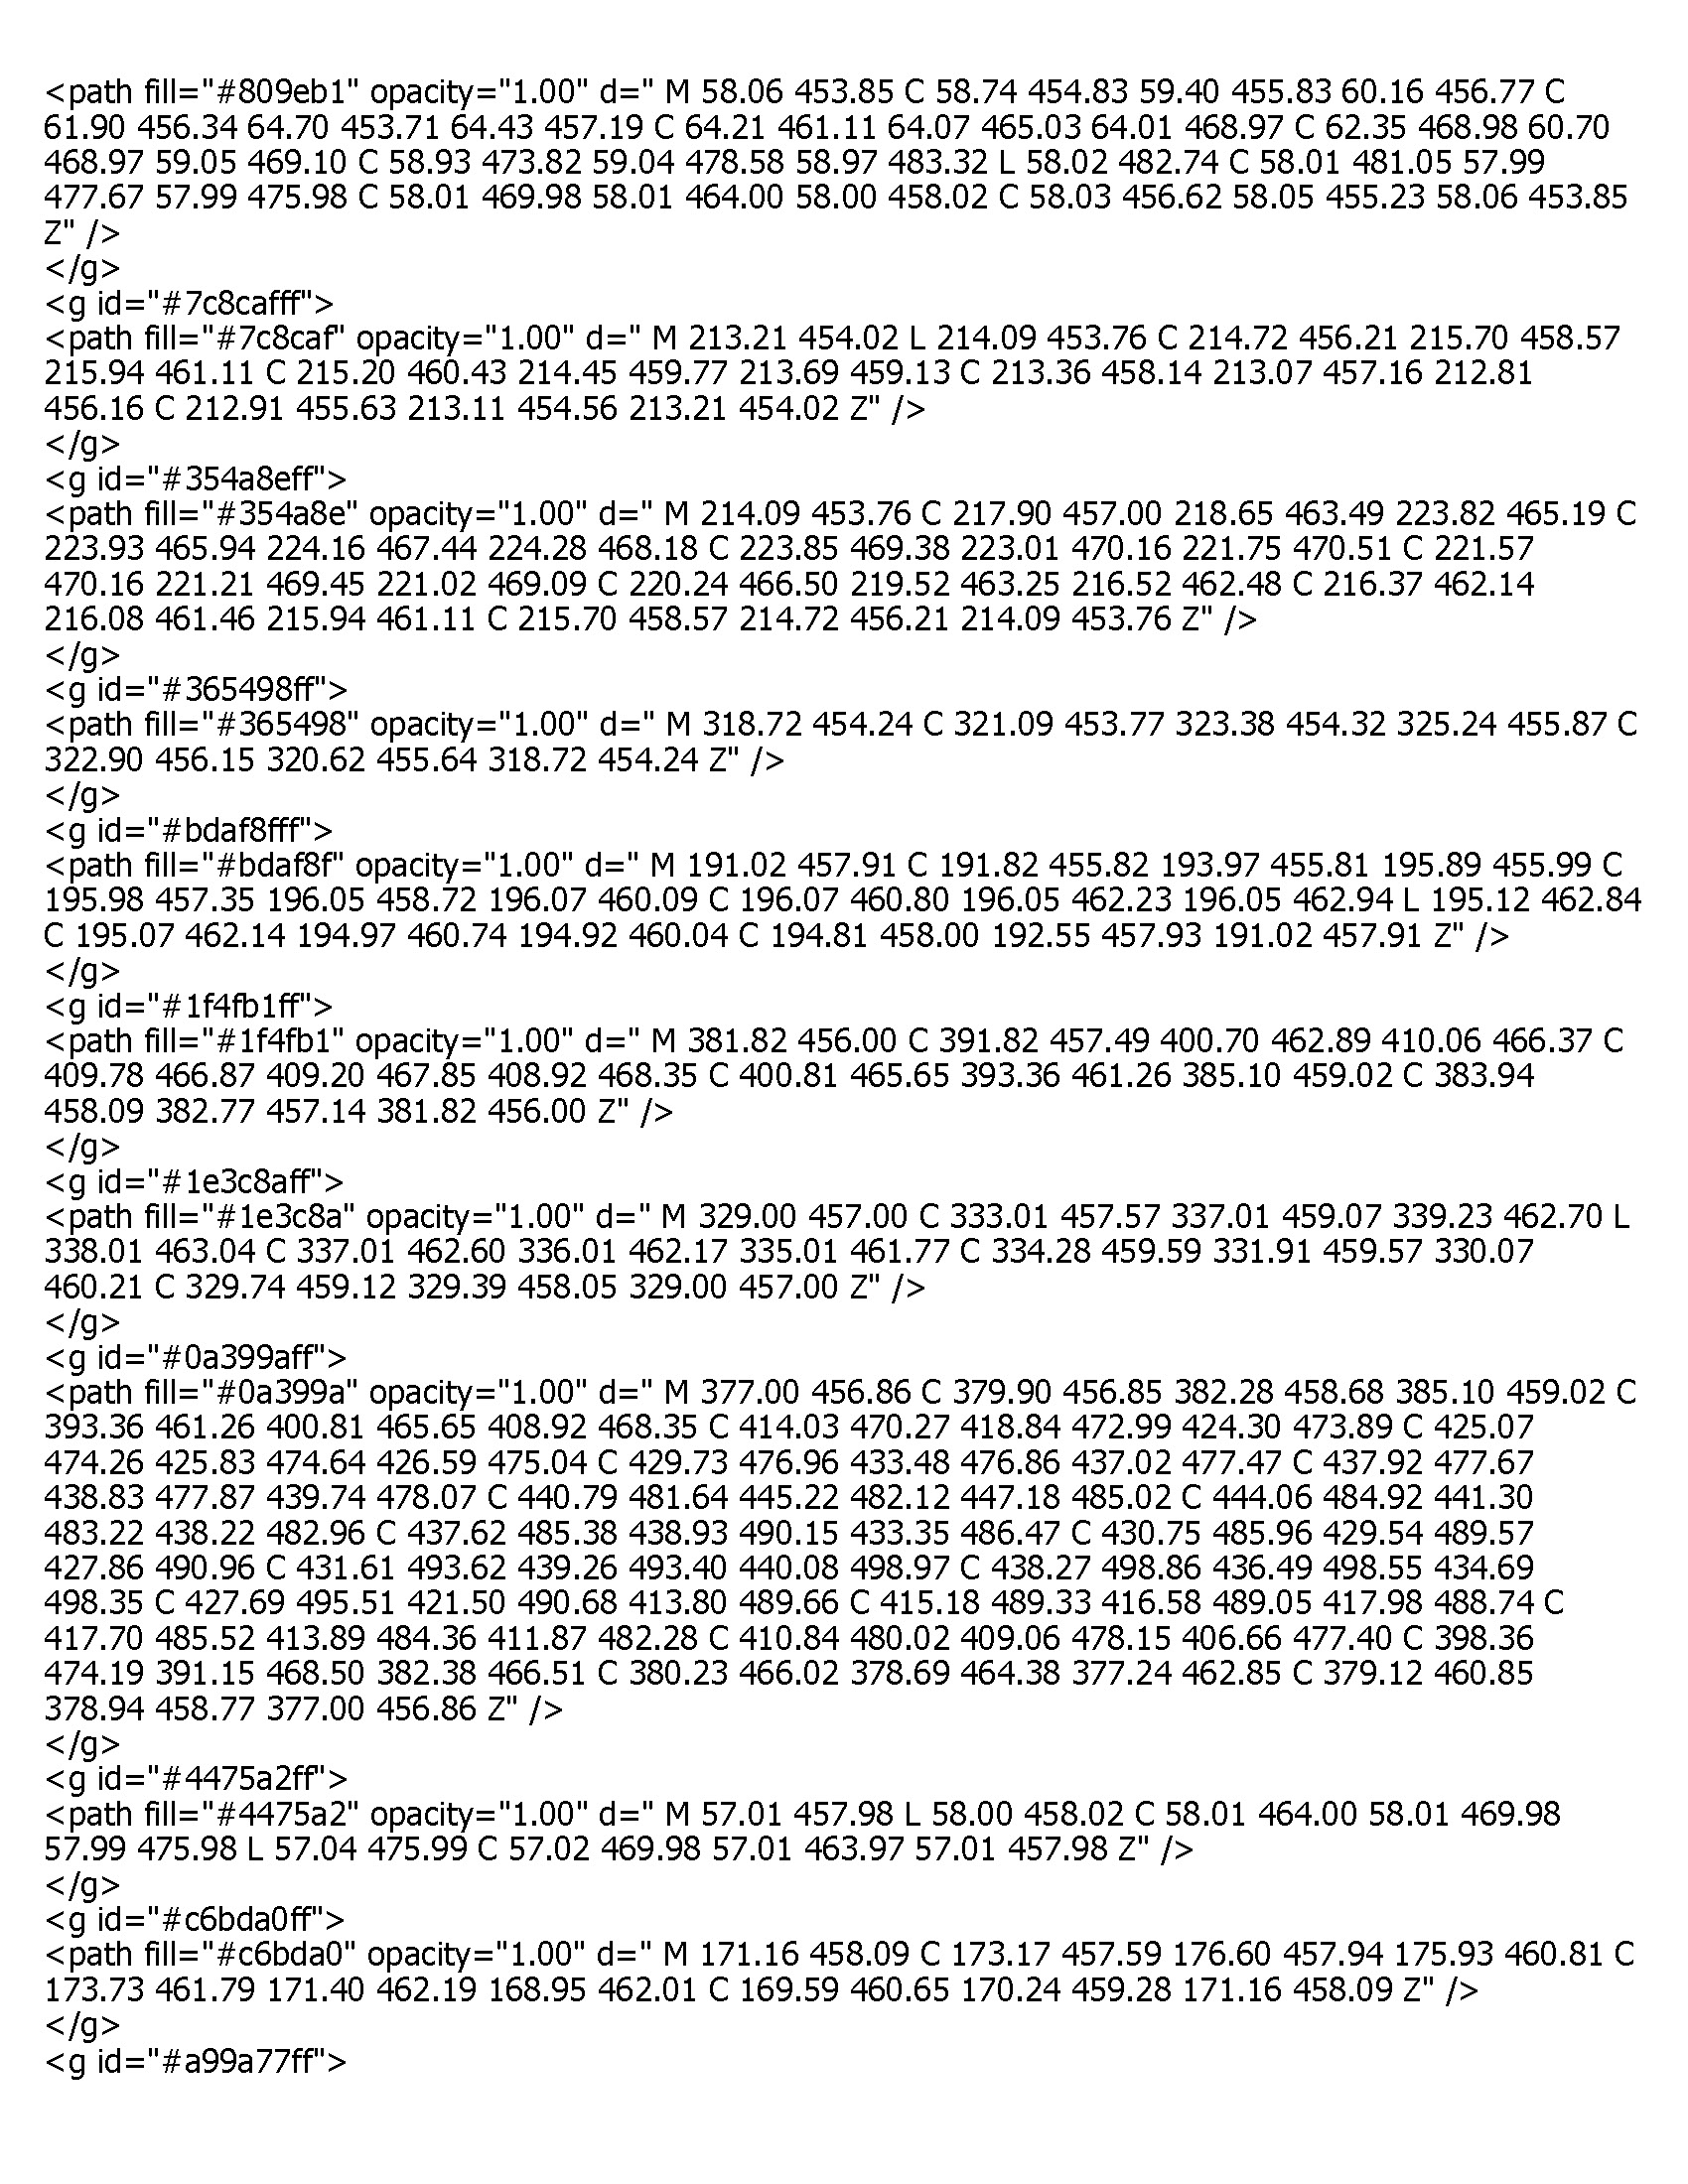 <path fill="#809eb1" opacity="1.00" d=" M 58.06 453.85 C 58.74 454.83 59.40 455.83 60.16 456.77 C
61.90 456.34 64.70 453.71 64.43 457.19 C 64.21 461.11 64.07 465.03 64.01 468.97 C 62.35 468.98 60.70
468.97 59.05 469.10 C 58.93 473.82 59.04 478.58 58.97 483.32 L 58.02 482.74 C 58.01 481.05 57.99
477.67 57.99 475.98 C 58.01 469.98 58.01 464.00 58.00 458.02 C 58.03 456.62 58.05 455.23 58.06 453.85
Z" />
</g>
<g id="#7c8cafff">
<path fill="#7c8caf" opacity="1.00" d=" M 213.21 454.02 L 214.09 453.76 C 214.72 456.21 215.70 458.57
215.94 461.11 C 215.20 460.43 214.45 459.77 213.69 459.13 C 213.36 458.14 213.07 457.16 212.81
456.16 C 212.91 455.63 213.11 454.56 213.21 454.02 Z" />
</g>
<g id="#354a8eff">
<path fill="#354a8e" opacity="1.00" d=" M 214.09 453.76 C 217.90 457.00 218.65 463.49 223.82 465.19 C
223.93 465.94 224.16 467.44 224.28 468.18 C 223.85 469.38 223.01 470.16 221.75 470.51 C 221.57
470.16 221.21 469.45 221.02 469.09 C 220.24 466.50 219.52 463.25 216.52 462.48 C 216.37 462.14
216.08 461.46 215.94 461.11 C 215.70 458.57 214.72 456.21 214.09 453.76 Z" />
</g>
<g id="#365498ff">
<path fill="#365498" opacity="1.00" d=" M 318.72 454.24 C 321.09 453.77 323.38 454.32 325.24 455.87 C
322.90 456.15 320.62 455.64 318.72 454.24 Z" />
</g>
<g id="#bdaf8fff">
<path fill="#bdaf8f" opacity="1.00" d=" M 191.02 457.91 C 191.82 455.82 193.97 455.81 195.89 455.99 C
195.98 457.35 196.05 458.72 196.07 460.09 C 196.07 460.80 196.05 462.23 196.05 462.94 L 195.12 462.84
C 195.07 462.14 194.97 460.74 194.92 460.04 C 194.81 458.00 192.55 457.93 191.02 457.91 Z" />
</g>
<g id="#1f4fb1ff">
<path fill="#1f4fb1" opacity="1.00" d=" M 381.82 456.00 C 391.82 457.49 400.70 462.89 410.06 466.37 C
409.78 466.87 409.20 467.85 408.92 468.35 C 400.81 465.65 393.36 461.26 385.10 459.02 C 383.94
458.09 382.77 457.14 381.82 456.00 Z" />
</g>
<g id="#1e3c8aff">
<path fill="#1e3c8a" opacity="1.00" d=" M 329.00 457.00 C 333.01 457.57 337.01 459.07 339.23 462.70 L
338.01 463.04 C 337.01 462.60 336.01 462.17 335.01 461.77 C 334.28 459.59 331.91 459.57 330.07
460.21 C 329.74 459.12 329.39 458.05 329.00 457.00 Z" />
</g>
<g id="#0a399aff">
<path fill="#0a399a" opacity="1.00" d=" M 377.00 456.86 C 379.90 456.85 382.28 458.68 385.10 459.02 C
393.36 461.26 400.81 465.65 408.92 468.35 C 414.03 470.27 418.84 472.99 424.30 473.89 C 425.07
474.26 425.83 474.64 426.59 475.04 C 429.73 476.96 433.48 476.86 437.02 477.47 C 437.92 477.67
438.83 477.87 439.74 478.07 C 440.79 481.64 445.22 482.12 447.18 485.02 C 444.06 484.92 441.30
483.22 438.22 482.96 C 437.62 485.38 438.93 490.15 433.35 486.47 C 430.75 485.96 429.54 489.57
427.86 490.96 C 431.61 493.62 439.26 493.40 440.08 498.97 C 438.27 498.86 436.49 498.55 434.69
498.35 C 427.69 495.51 421.50 490.68 413.80 489.66 C 415.18 489.33 416.58 489.05 417.98 488.74 C
417.70 485.52 413.89 484.36 411.87 482.28 C 410.84 480.02 409.06 478.15 406.66 477.40 C 398.36
474.19 391.15 468.50 382.38 466.51 C 380.23 466.02 378.69 464.38 377.24 462.85 C 379.12 460.85
378.94 458.77 377.00 456.86 Z" />
</g>
<g id="#4475a2ff">
<path fill="#4475a2" opacity="1.00" d=" M 57.01 457.98 L 58.00 458.02 C 58.01 464.00 58.01 469.98
57.99 475.98 L 57.04 475.99 C 57.02 469.98 57.01 463.97 57.01 457.98 Z" />
</g>
<g id="#c6bda0ff">
<path fill="#c6bda0" opacity="1.00" d=" M 171.16 458.09 C 173.17 457.59 176.60 457.94 175.93 460.81 C
173.73 461.79 171.40 462.19 168.95 462.01 C 169.59 460.65 170.24 459.28 171.16 458.09 Z" />
</g>
<g id="#a99a77ff">